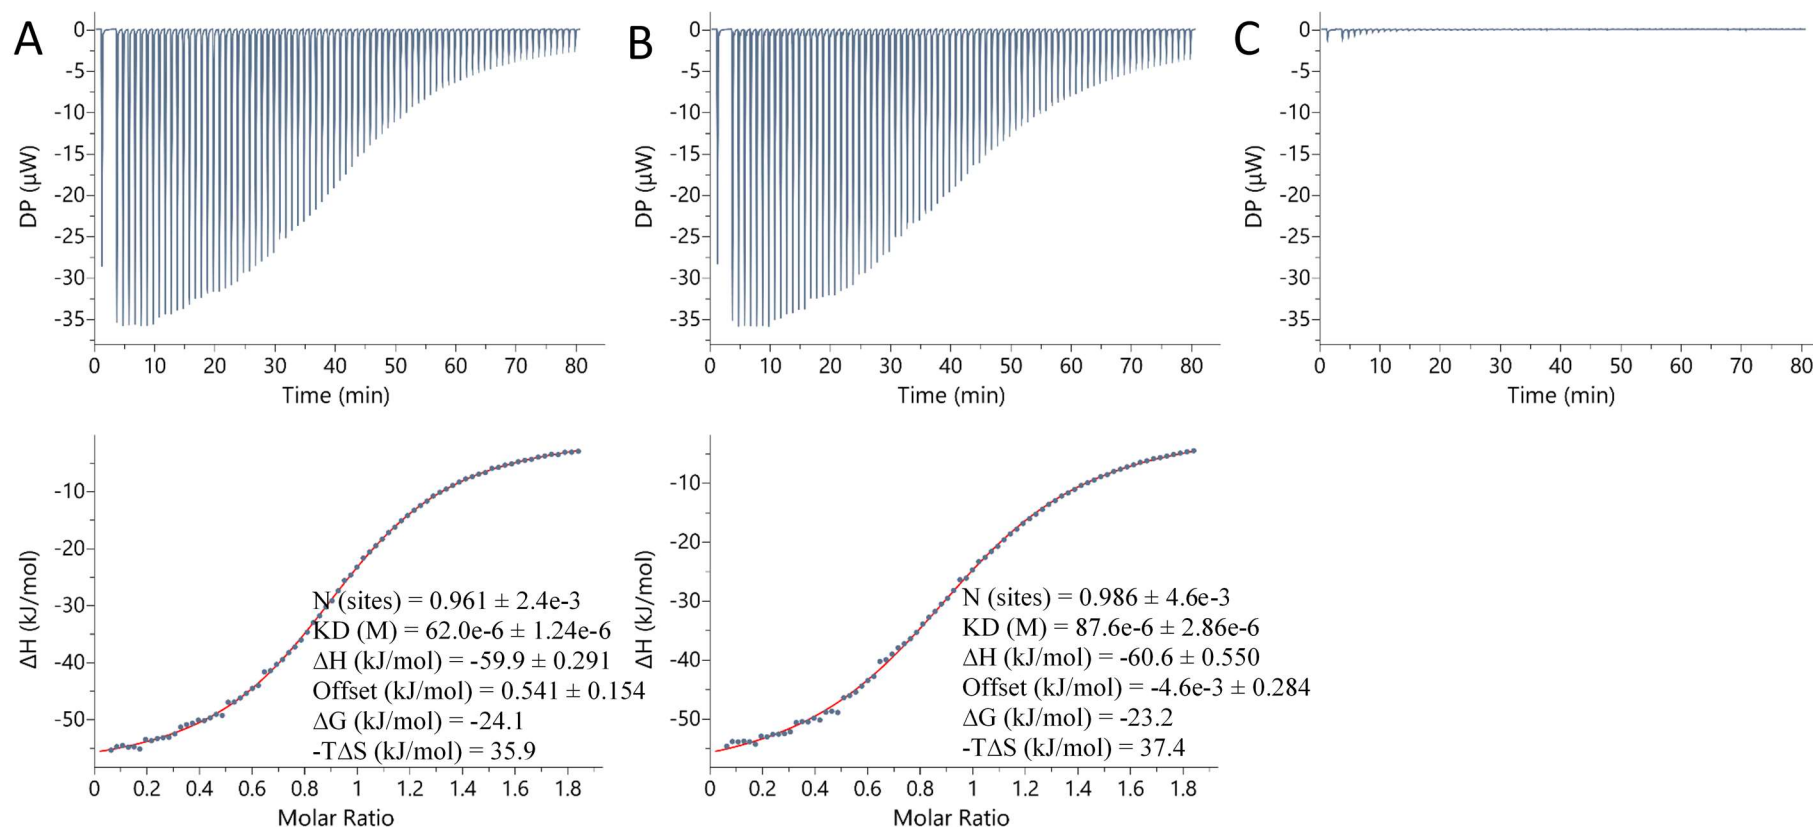 A
0
-5
-10
-15
-20
-25
-30
-35
DP (µW)
0 10 20 30 40 50 60 70 80
Time (min)
B
0
-5
-10
-15
-20
-25
-30
-35
DP (µW)
0 10 20 30 40 50 60 70 80
Time (min)
C
0
-5
-10
-15
-20
-25
-30
-35
DP (µW)
0 10 20 30 40 50 60 70 80
Time (min)
-10
-20
-30
-40
-50
ΔH (kJ/mol)
N (sites) = 0.961 ± 2.4e-3
KD (M) = 62.0e-6 ± 1.24e-6
ΔH (kJ/mol) = -59.9 ± 0.291
Offset (kJ/mol) = 0.541 ± 0.154
ΔG (kJ/mol) = -24.1
-TΔS (kJ/mol) = 35.9
0 0.2 0.4 0.6 0.8 1 1.2 1.4 1.6 1.8
Molar Ratio
-10
-20
-30
-40
-50
ΔH (kJ/mol)
N (sites) = 0.986 ± 4.6e-3
KD (M) = 87.6e-6 ± 2.86e-6
ΔH (kJ/mol) = -60.6 ± 0.550
Offset (kJ/mol) = -4.6e-3 ± 0.284
ΔG (kJ/mol) = -23.2
-TΔS (kJ/mol) = 37.4
0 0.2 0.4 0.6 0.8 1 1.2 1.4 1.6 1.8
Molar Ratio